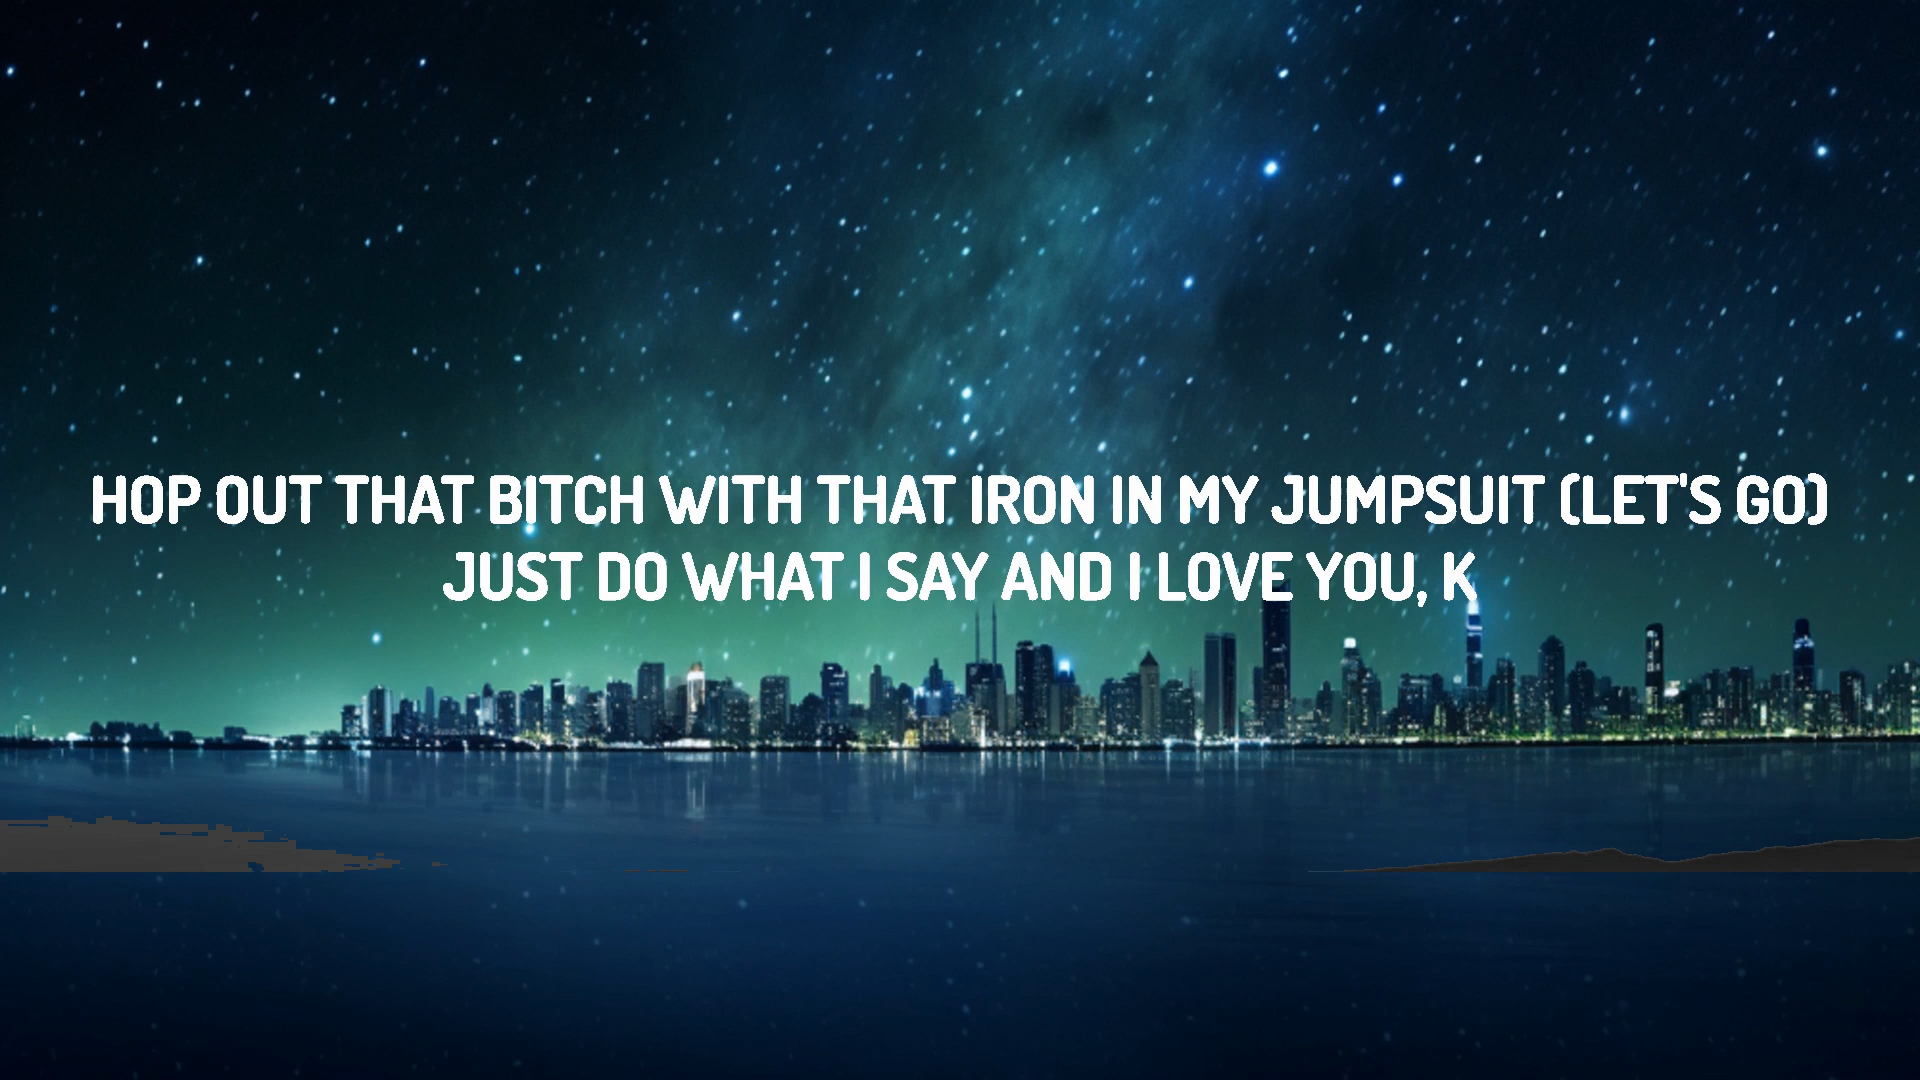 HOP OUT THAT BITCH WITH THAT IRON IN MY JUMPSUIT (LET'S GO)
JUST DO WHAT I SAY AND I LOVE YOU, K